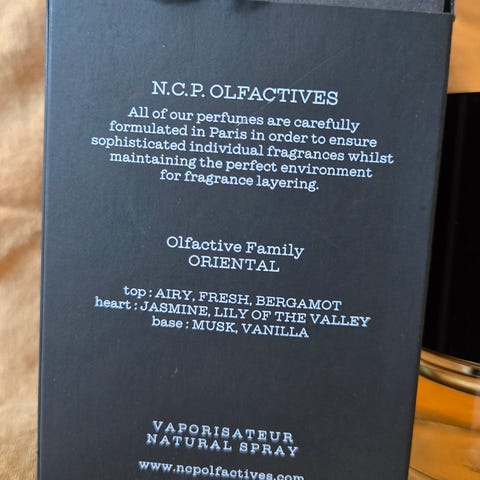 N.C.P. OLFACTIVES
All of our perfumes are carefully
formulated in Paris in order to ensure
sophisticated individual fragrances whilst
maintaining the perfect environment
for fragrance layering.
Olfactive Family
ORIENTAL
top : AIRY, FRESH, BERGAMOT
heart : JASMINE, LILY OF THE VALLEY
base : MUSK, VANILLA
VAPORISATEUR
NATURAL SPRAY
www.ncpolfactives.com